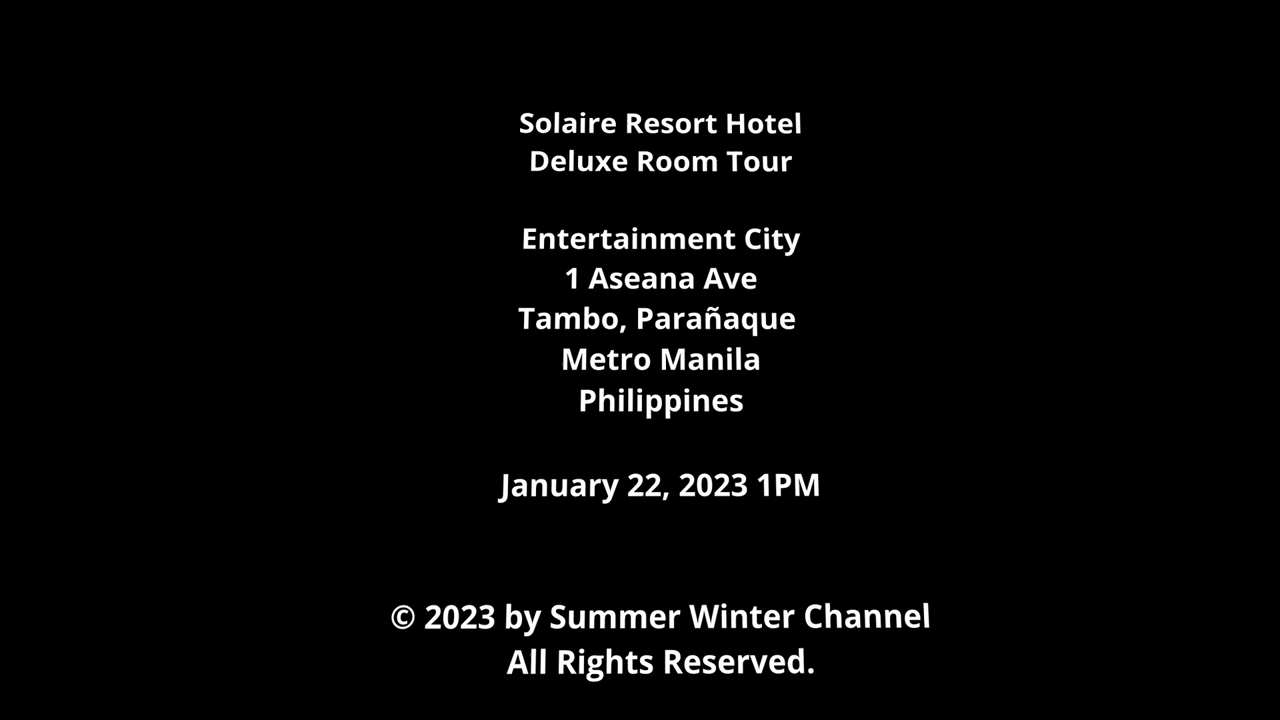 Solaire Resort Hotel
Deluxe Room Tour
Entertainment City
1 Aseana Ave
Tambo, Parañaque
Metro Manila
Philippines
January 22, 2023 1PM
© 2023 by Summer Winter Channel
All Rights Reserved.